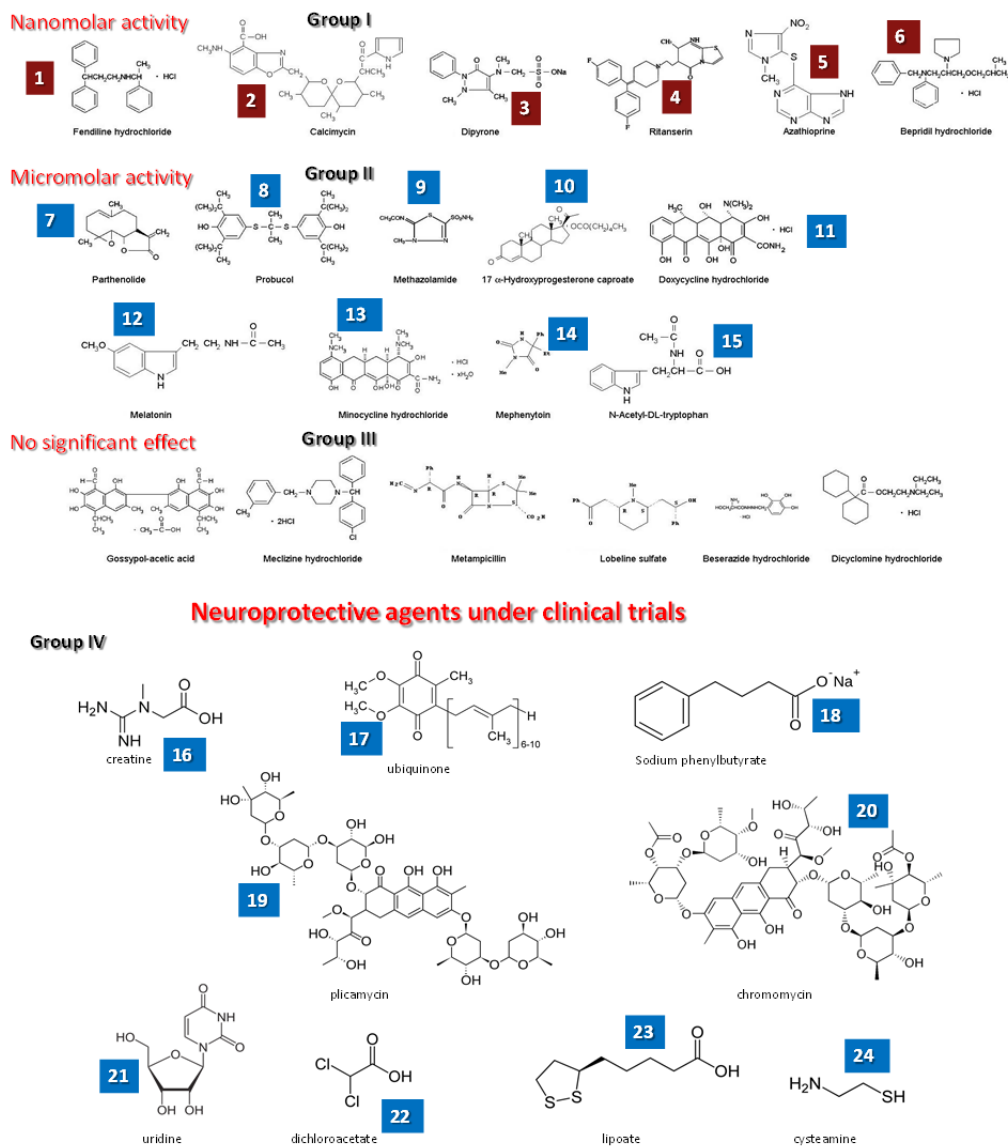 Nanomolar activity
Group I
1
2
3
4
5
6
Fendiline hydrochloride
Calcimycin
Dipyrone
Ritanserin
Azathioprine
Bepridil hydrochloride
Micromolar activity
Group II
7
8
9
10
11
Parthenolide
Probucol
Methazolamide
17 α-Hydroxyprogesterone caproate
Doxycycline hydrochloride
12
13
14
15
Melatonin
Minocycline hydrochloride
Mephenytoin
N-Acetyl-DL-tryptophan
No significant effect
Group III
Gossypol-acetic acid
Meclizine hydrochloride
Metampicillin
Lobeline sulfate
Beserazide hydrochloride
Dicyclomine hydrochloride
Neuroprotective agents under clinical trials
Group IV
creatine
16
17
ubiquinone
18
Sodium phenylbutyrate
19
plicamycin
20
chromomycin
21
uridine
22
dichloroacetate
23
lipoate
24
cysteamine